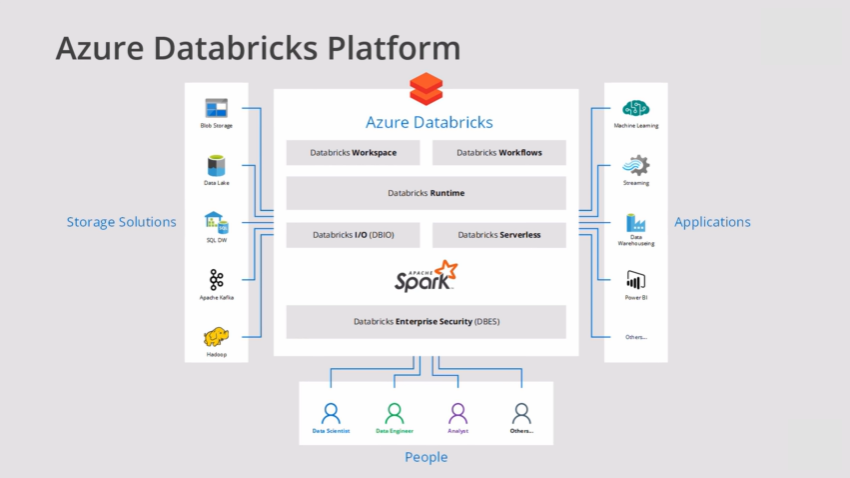 Azure Databricks Platform
Storage Solutions
Blob Storage
Data Lake
SQL DW
Apache Kafka
Hadoop
Azure Databricks
Databricks Workspace
Databricks Workflows
Databricks Runtime
Databricks I/O (DBIO)
Databricks Serverless
APACHE
Spark
Databricks Enterprise Security (DBES)
Machine Learning
Streaming
Data
Warehouseing
Power BI
Others...
Applications
Data Scientist
Data Engineer
Analyst
Others...
People